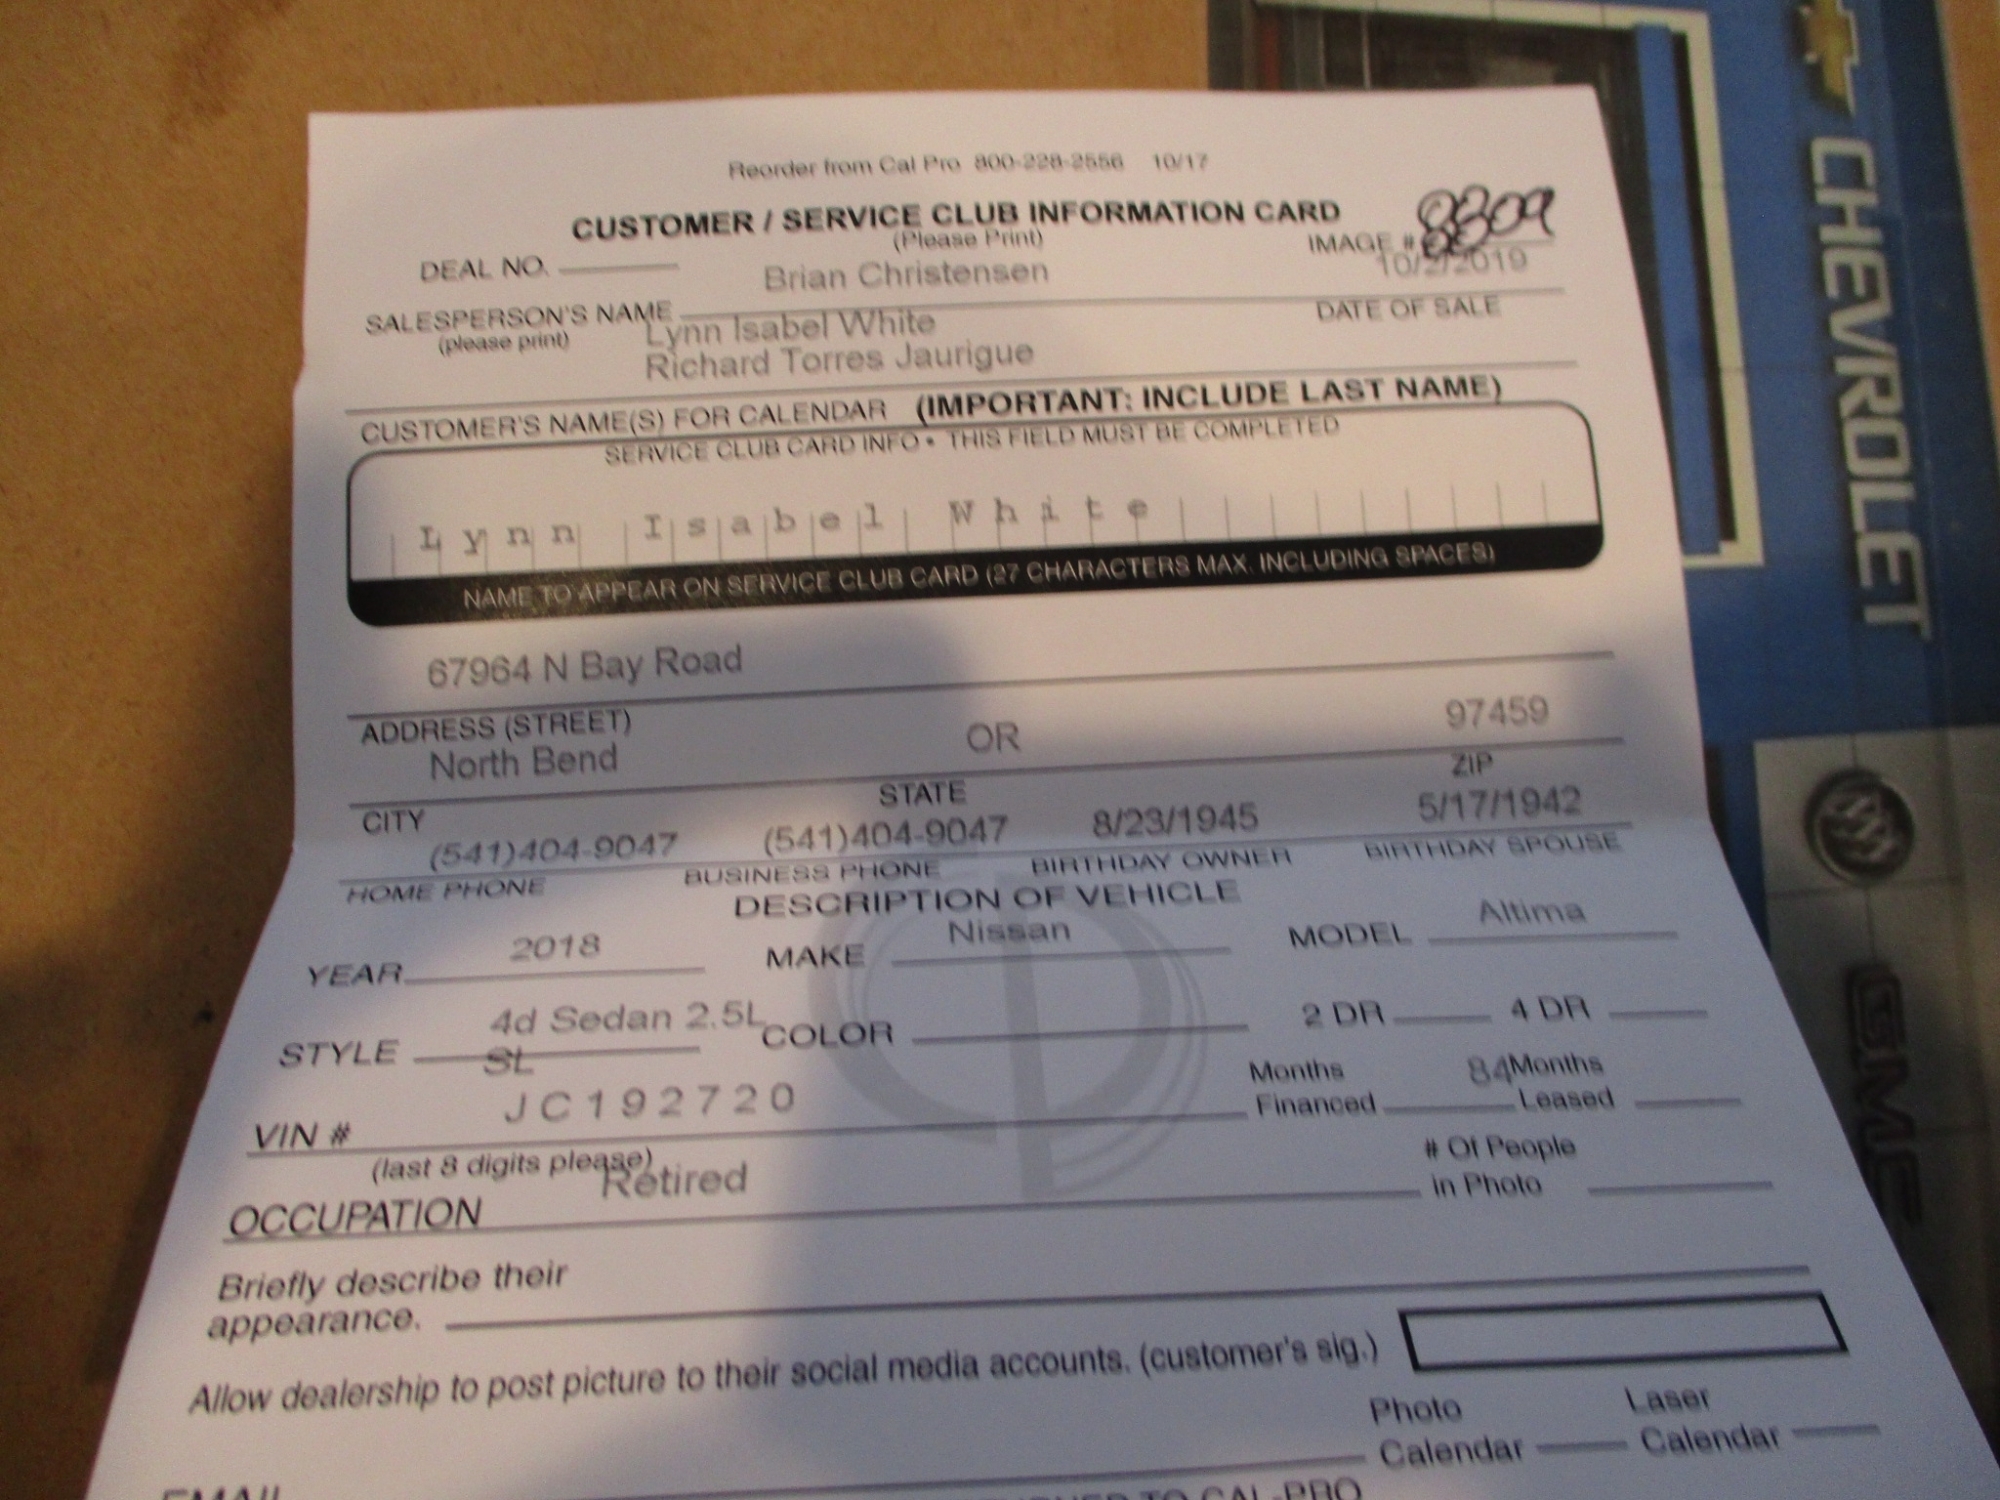 Reorder from Cal Pro 800-228-2556 10/17
CUSTOMER / SERVICE CLUB INFORMATION CARD
(Please Print)
IMAGE # 8809
DEAL NO.
Brian Christensen
10/2/2019
SALESPERSON'S NAME
(please print)
DATE OF SALE
Lynn Isabel White
Richard Torres Jaurigue
CUSTOMER'S NAME(S) FOR CALENDAR (IMPORTANT: INCLUDE LAST NAME)
SERVICE CLUB CARD INFO • THIS FIELD MUST BE COMPLETED
Lynn Isabel White
NAME TO APPEAR ON SERVICE CLUB CARD (27 CHARACTERS MAX. INCLUDING SPACES)
67964 N Bay Road
ADDRESS (STREET)
North Bend OR 97459
CITY STATE ZIP
(541)404-9047 (541)404-9047 8/23/1945 5/17/1942
HOME PHONE BUSINESS PHONE BIRTHDAY OWNER BIRTHDAY SPOUSE
DESCRIPTION OF VEHICLE
YEAR 2018 MAKE Nissan MODEL Altima
STYLE 4d Sedan 2.5L COLOR 2 DR 4 DR
SL
Months Financed 84 Months Leased
VIN # JC192720
(last 8 digits please)
# Of People in Photo
OCCUPATION Retired
Briefly describe their
appearance.
Allow dealership to post picture to their social media accounts. (customer's sig.)
Photo Calendar Laser Calendar
EMAIL
TO CAL-PRO
CHEVROLET
GMC